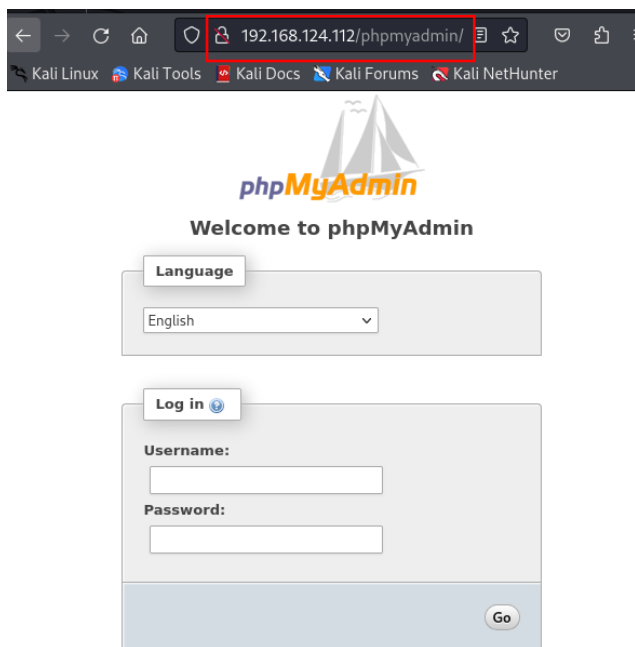 192.168.124.112/phpmyadmin/
Kali Linux Kali Tools Kali Docs Kali Forums Kali NetHunter
phpMyAdmin
Welcome to phpMyAdmin
Language
English
Log in
Username:
Password:
Go